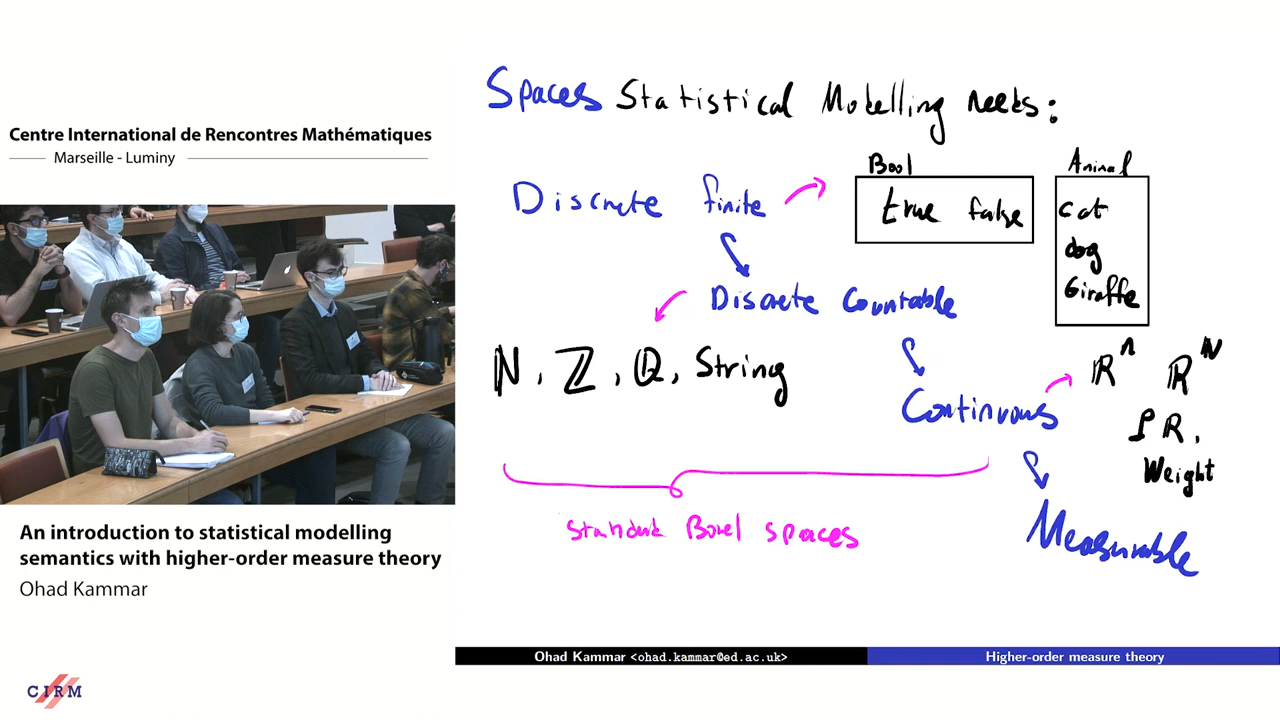 Centre International de Rencontres Mathématiques
Marseille - Luminy
An introduction to statistical modelling
semantics with higher-order measure theory
Ohad Kammar
CIRM
Spaces Statistical Modelling needs:
Bool
true false
Animal
cat
dog
Giraffe
Discrete finite
Discrete Countable
ℕ, ℤ, ℚ, String
Continuous
ℝⁿ ℝ^ℕ
ℝ,
Weight
Measurable
Standard Borel spaces
Ohad Kammar <ohad.kammar@ed.ac.uk>
Higher-order measure theory